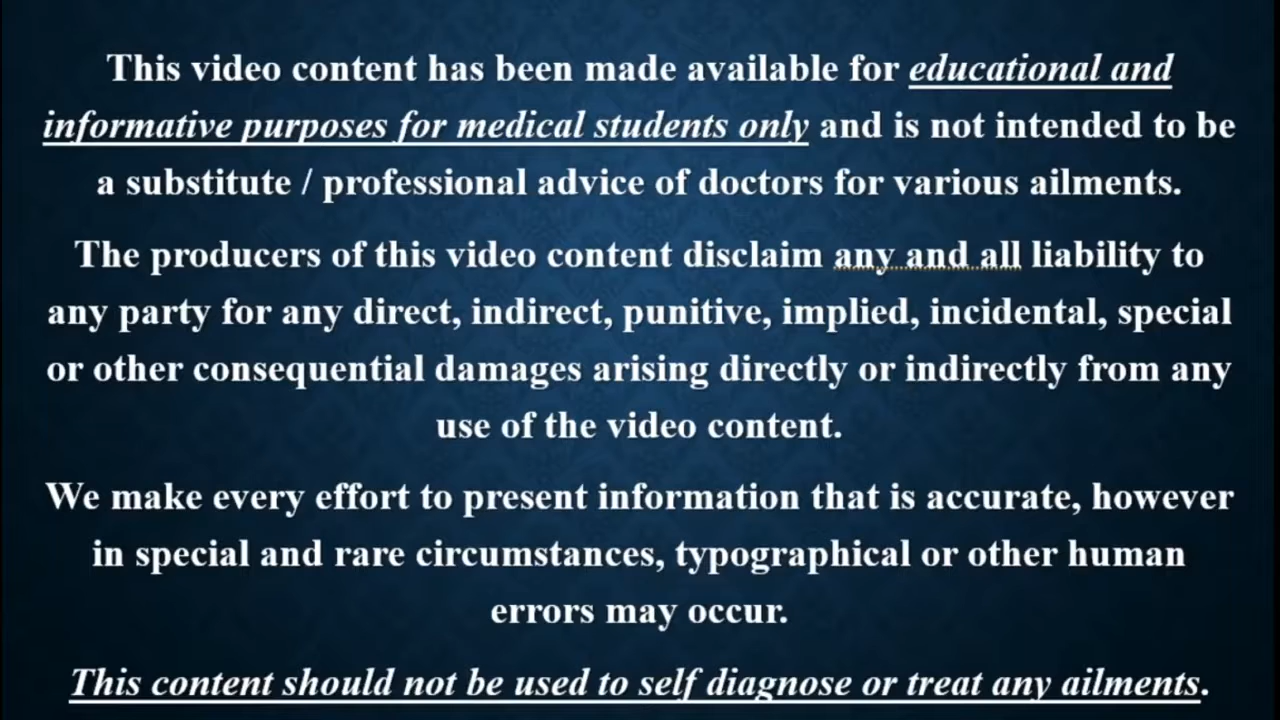 This video content has been made available for educational and
informative purposes for medical students only and is not intended to be
a substitute / professional advice of doctors for various ailments.
The producers of this video content disclaim any and all liability to
any party for any direct, indirect, punitive, implied, incidental, special
or other consequential damages arising directly or indirectly from any
use of the video content.
We make every effort to present information that is accurate, however
in special and rare circumstances, typographical or other human
errors may occur.
This content should not be used to self diagnose or treat any ailments.